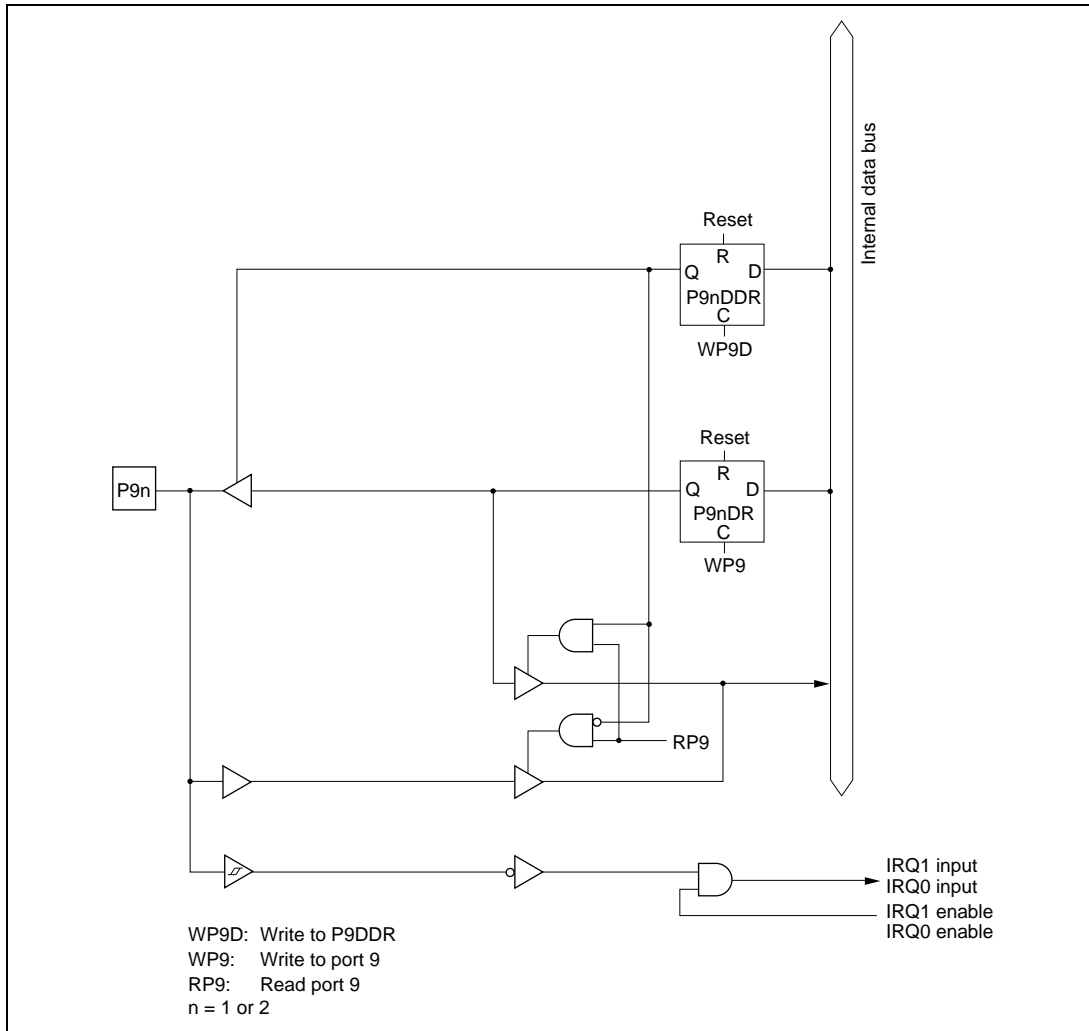 Internal data bus
Reset
R
Q D
P9nDDR
C
WP9D
Reset
R
P9n
Q D
P9nDR
C
WP9
RP9
IRQ1 input
IRQ0 input
IRQ1 enable
IRQ0 enable
WP9D: Write to P9DDR
WP9: Write to port 9
RP9: Read port 9
n = 1 or 2